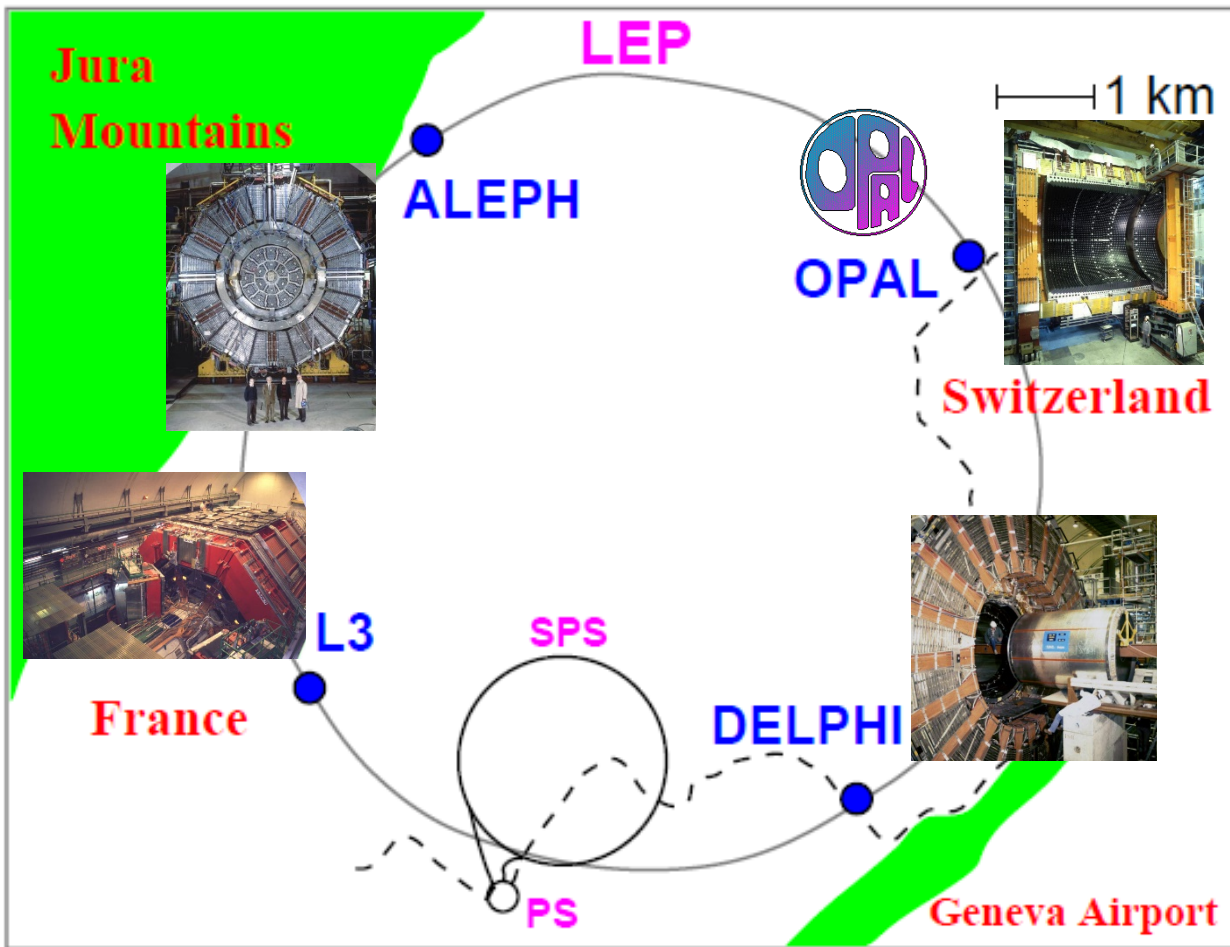 LEP
Jura
Mountains
1 km
ALEPH
OPAL
OPAL
Switzerland
L3
SPS
France
DELPHI
PS
Geneva Airport